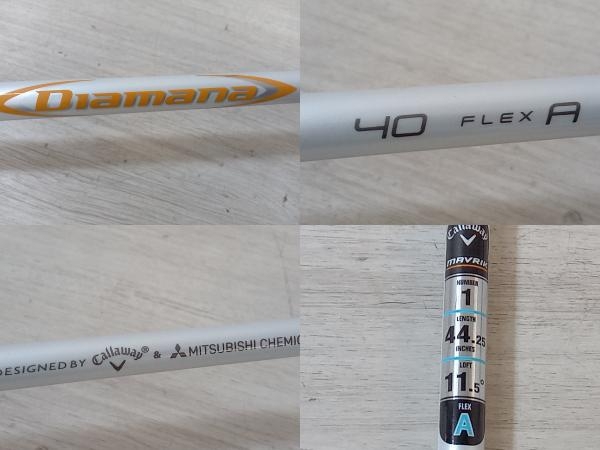 Diamana
40 FLEX A
DESIGNED BY Callaway® & MITSUBISHI CHEMIC
Callaway
MAVRIK
NUMBER
1
LENGTH
44.25
INCHES
LOFT
11.5°
FLEX
A